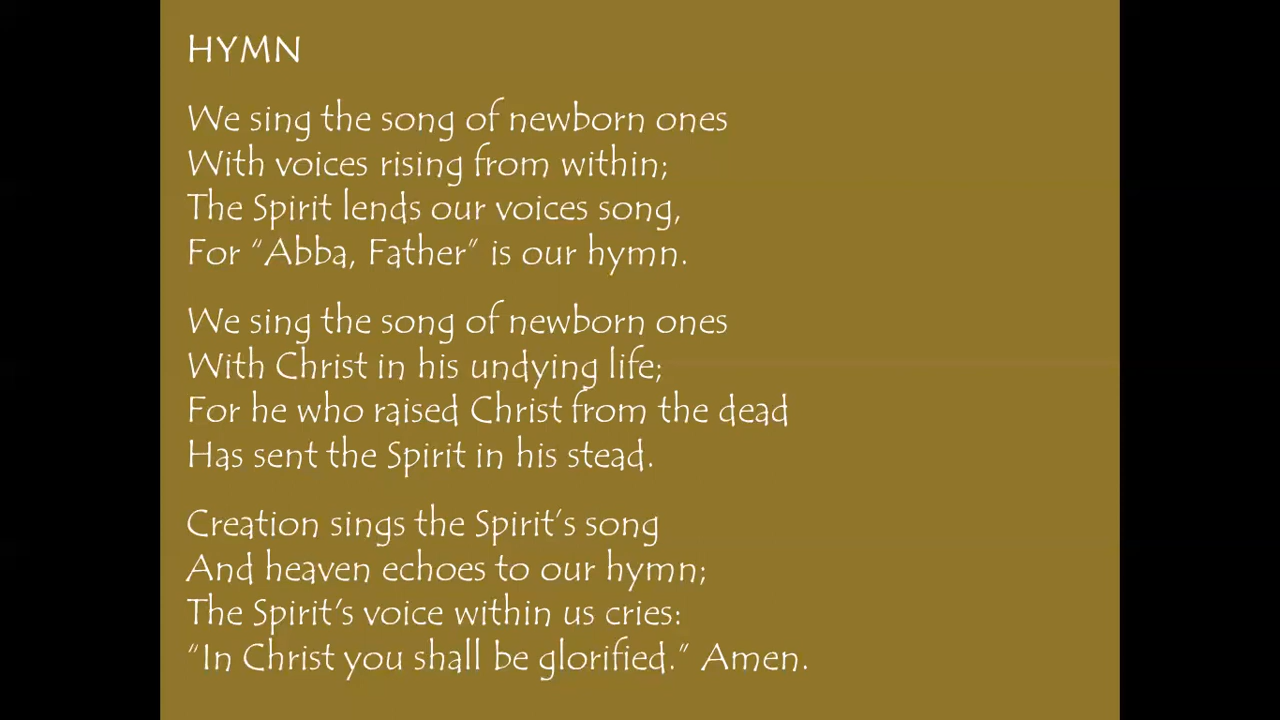 HYMN
We sing the song of newborn ones
With voices rising from within;
The Spirit lends our voices song,
For “Abba, Father” is our hymn.
We sing the song of newborn ones
With Christ in his undying life;
For he who raised Christ from the dead
Has sent the Spirit in his stead.
Creation sings the Spirit’s song
And heaven echoes to our hymn;
The Spirit’s voice within us cries:
“In Christ you shall be glorified.” Amen.